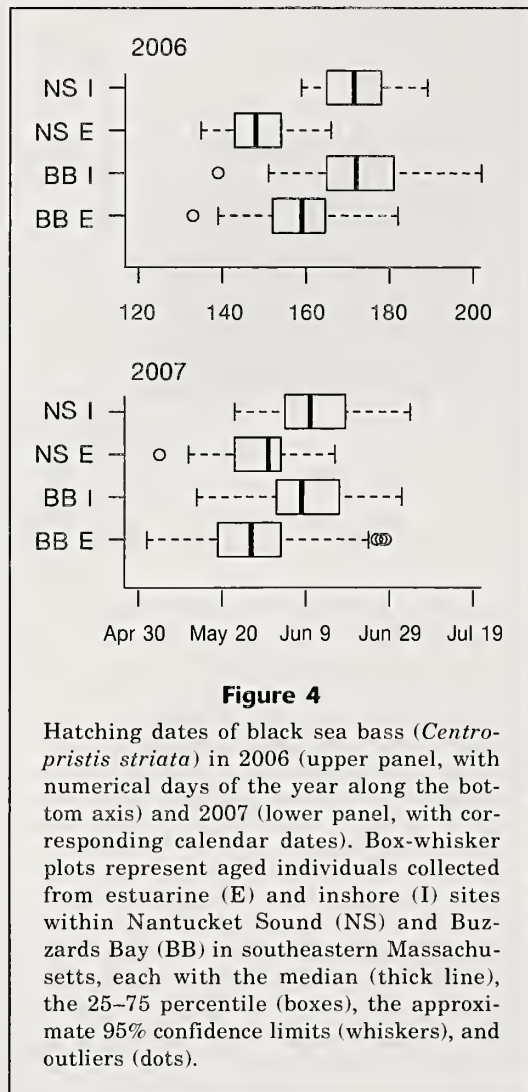 2006
NS I
NS E
BB I
BB E
120 140 160 180 200
2007
NS I
NS E
BB I
BB E
Apr 30 May 20 Jun 9 Jun 29 Jul 19
Figure 4
Hatching dates of black sea bass (Centro-
pristis striata) in 2006 (upper panel, with
numerical days of the year along the bot-
tom axis) and 2007 (lower panel, with cor-
responding calendar dates). Box-whisker
plots represent aged individuals collected
from estuarine (E) and inshore (I) sites
within Nantucket Sound (NS) and Buz-
zards Bay (BB) in southeastern Massachu-
setts, each with the median (thick line),
the 25–75 percentile (boxes), the approxi-
mate 95% confidence limits (whiskers), and
outliers (dots).